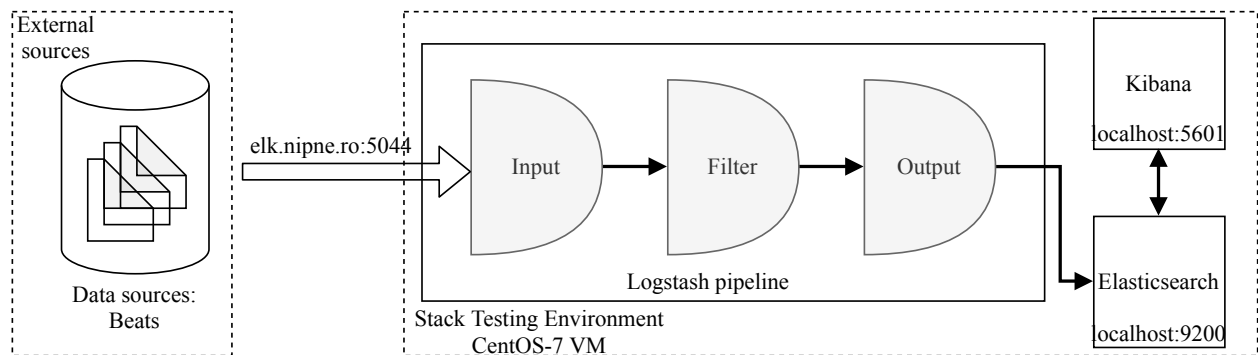 External
sources
Data sources:
Beats
elk.nipne.ro:5044
Input
Filter
Output
Logstash pipeline
Stack Testing Environment
CentOS-7 VM
Kibana
localhost:5601
Elasticsearch
localhost:9200